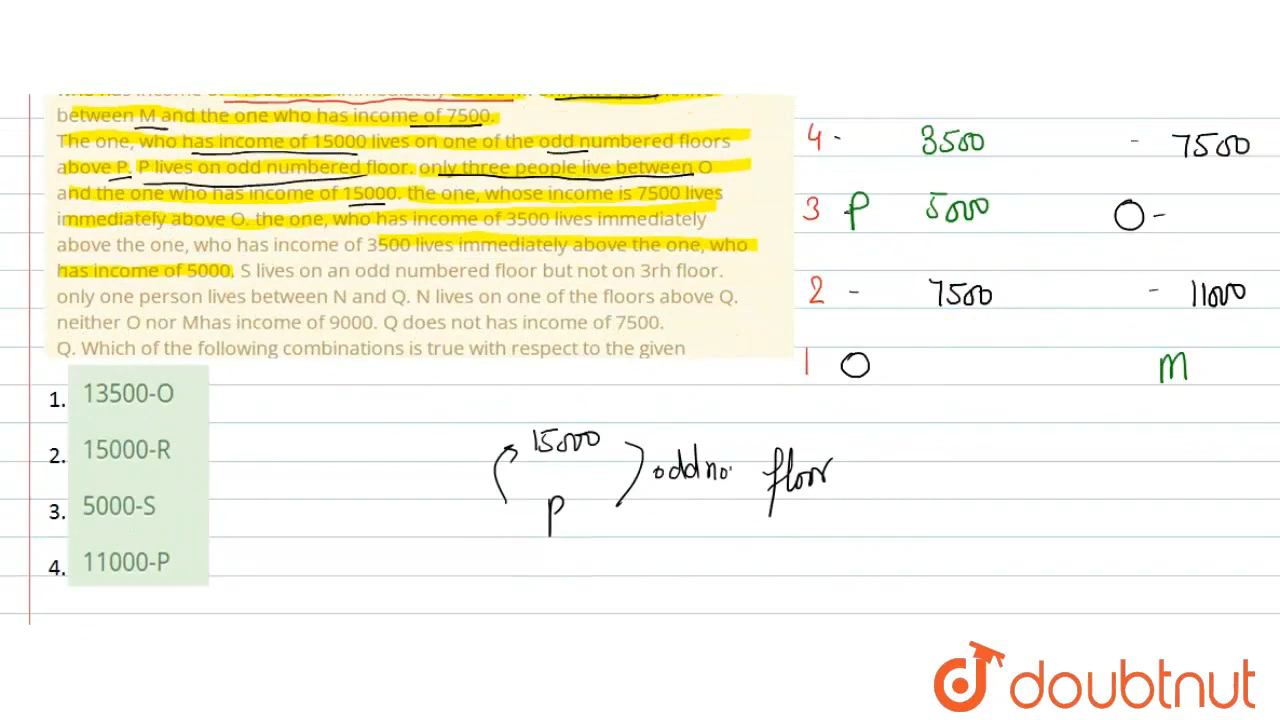 between M and the one who has income of 7500.
The one, who has income of 15000 lives on one of the odd numbered floors
above P. P lives on odd numbered floor. only three people live between O
and the one who has income of 15000. the one, whose income is 7500 lives
immediately above O. the one, who has income of 3500 lives immediately
above the one, who has income of 3500 lives immediately above the one, who
has income of 5000. S lives on an odd numbered floor but not on 3rh floor.
only one person lives between N and Q. N lives on one of the floors above Q.
neither O nor Mhas income of 9000. Q does not has income of 7500.
Q. Which of the following combinations is true with respect to the given
1. 13500-O
2. 15000-R
3. 5000-S
4. 11000-P
4 - 3500 - 7500
3 P 5000 O -
2 - 7500 - 11000
1 O M
15000
P
odd no. floor
doubtnut